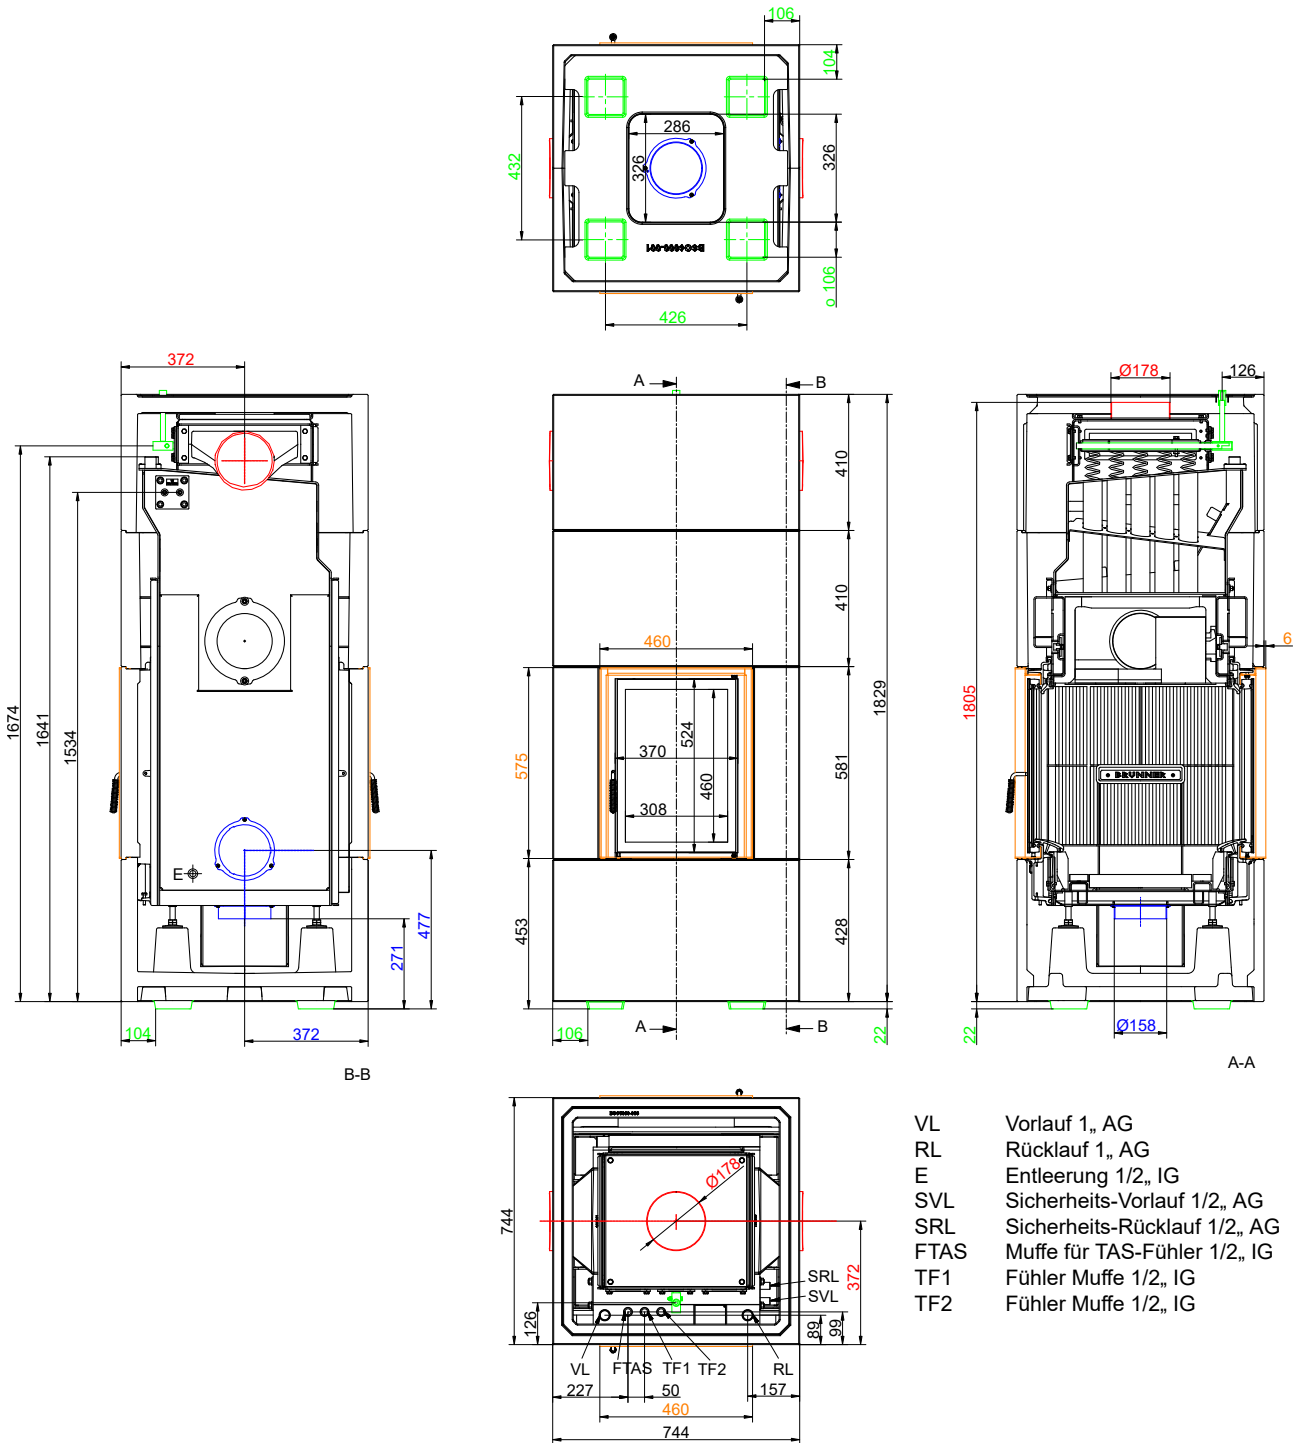 106
104
286
326
326
432
o 106
426
372
1674
1641
1534
E
271
477
104
372
B-B
A
B
410
410
460
1829
524
370
575
460
581
308
453
428
A
B
106
22
Ø178
126
6
1805
BRUNNER
22
Ø158
A-A
Ø178
744
372
SRL
SVL
126
89
99
VL
FTAS
TF1
TF2
RL
227
50
157
460
744
VL Vorlauf 1„ AG
RL Rücklauf 1„ AG
E Entleerung 1/2„ IG
SVL Sicherheits-Vorlauf 1/2„ AG
SRL Sicherheits-Rücklauf 1/2„ AG
FTAS Muffe für TAS-Fühler 1/2„ IG
TF1 Fühler Muffe 1/2„ IG
TF2 Fühler Muffe 1/2„ IG